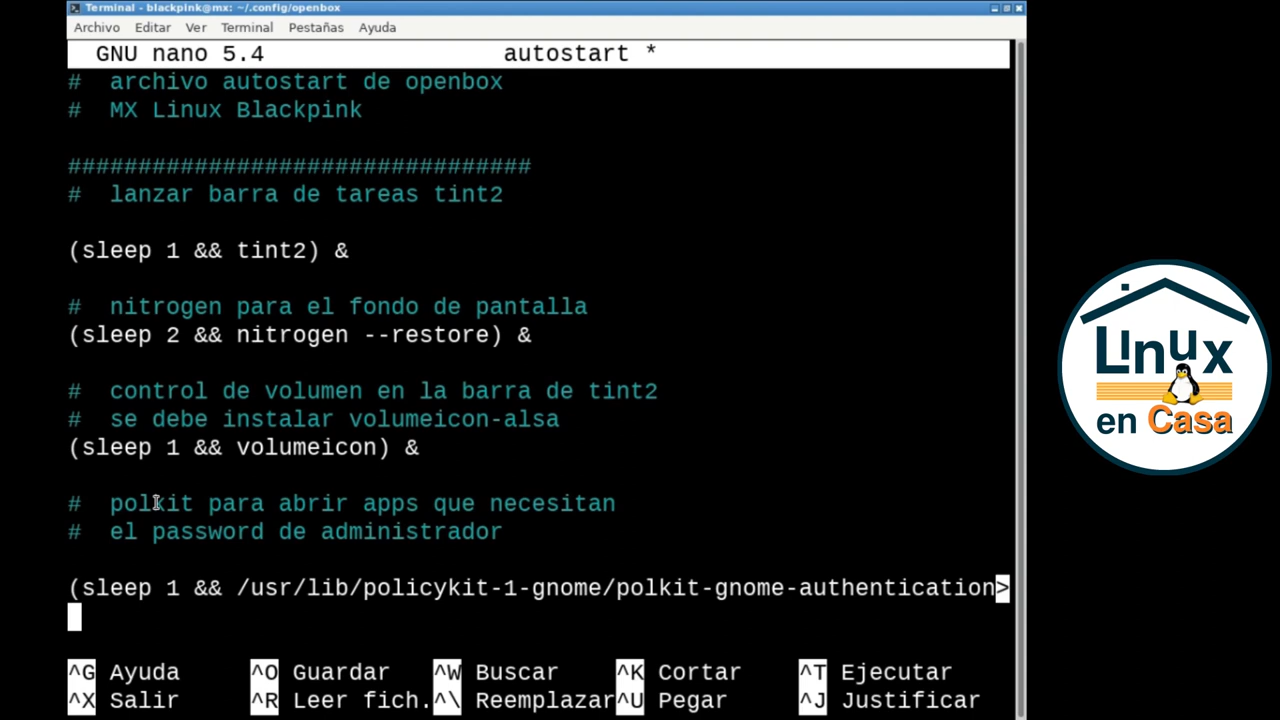 Terminal - blackpink@mx: ~/.config/openbox
Archivo Editar Ver Terminal Pestañas Ayuda
GNU nano 5.4 autostart *
# archivo autostart de openbox
# MX Linux Blackpink
#################################
# lanzar barra de tareas tint2
(sleep 1 && tint2) &
# nitrogen para el fondo de pantalla
(sleep 2 && nitrogen --restore) &
# control de volumen en la barra de tint2
# se debe instalar volumeicon-alsa
(sleep 1 && volumeicon) &
# polkit para abrir apps que necesitan
# el password de administrador
(sleep 1 && /usr/lib/policykit-1-gnome/polkit-gnome-authentication>
^G Ayuda ^O Guardar ^W Buscar ^K Cortar ^T Ejecutar
^X Salir ^R Leer fich. ^\ Reemplazar ^U Pegar ^J Justificar
Linux
en Casa